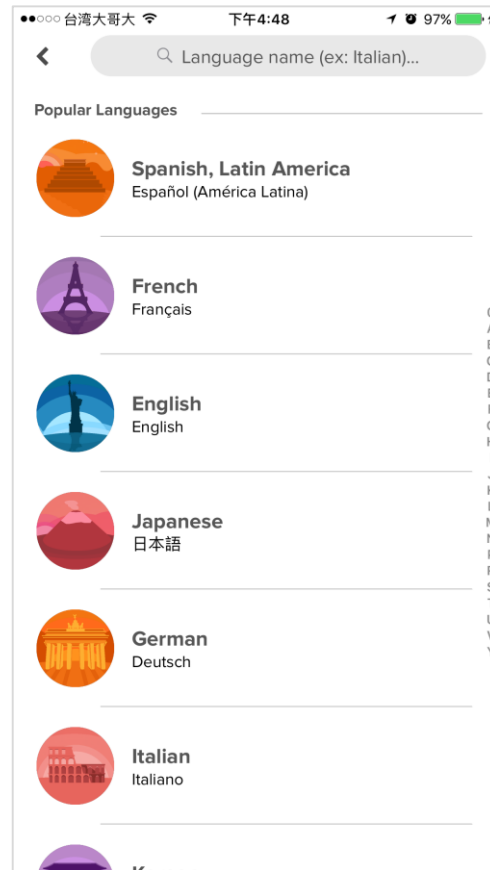 台湾大哥大 下午4:48 97%
Language name (ex: Italian)...
Popular Languages
Spanish, Latin America
Español (América Latina)
French
Français
English
English
Japanese
日本語
German
Deutsch
Italian
Italiano